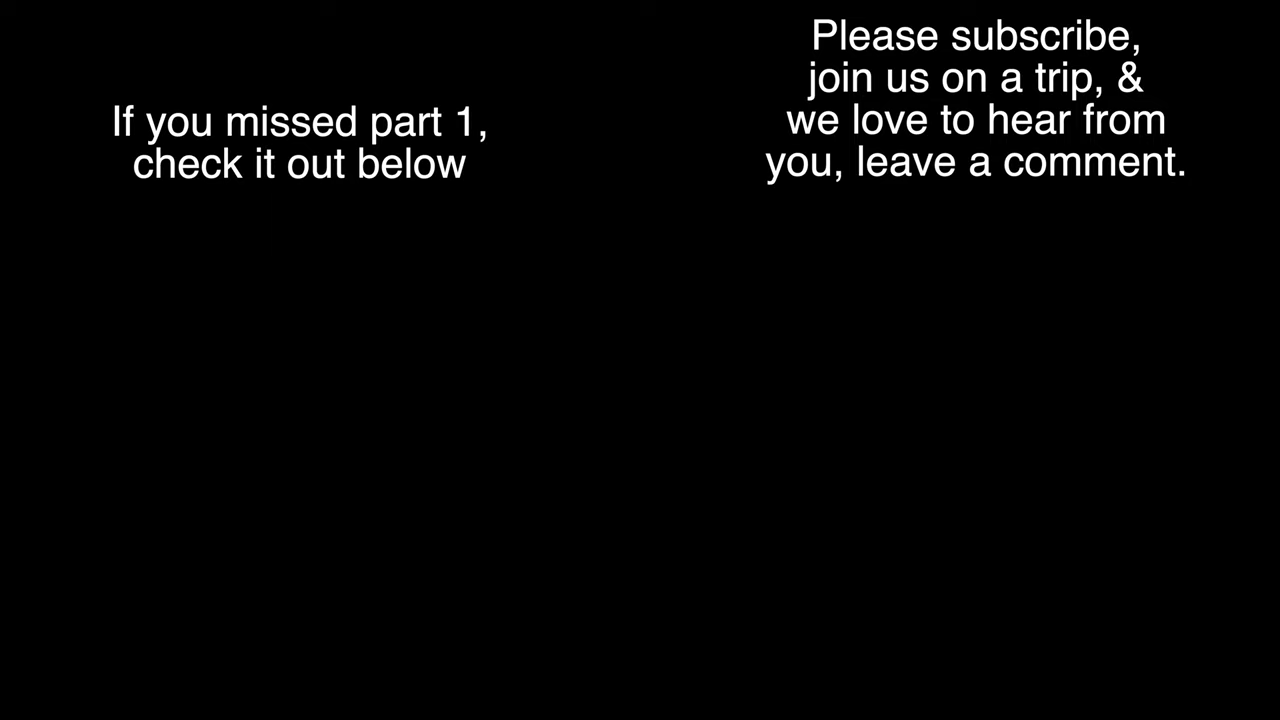 If you missed part 1,
check it out below
Please subscribe,
join us on a trip, &
we love to hear from
you, leave a comment.